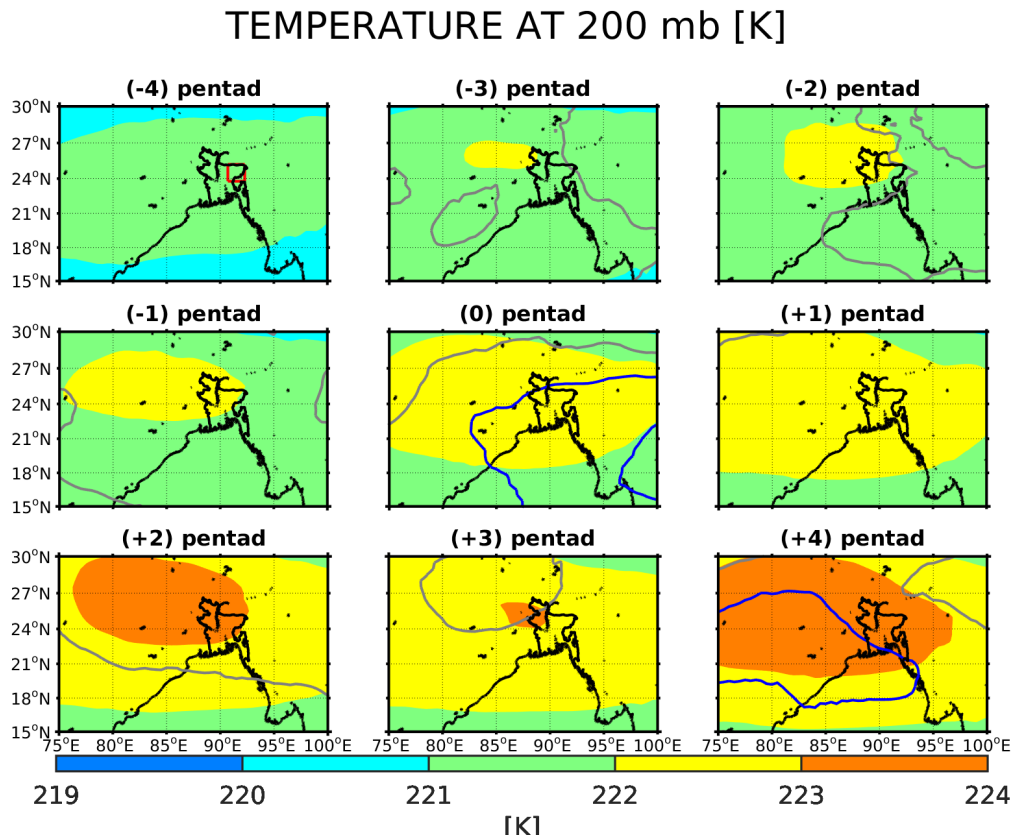 TEMPERATURE AT 200 mb [K]
(-4) pentad
(-3) pentad
(-2) pentad
30°N
27°N
24°N
21°N
18°N
15°N
(-1) pentad
(0) pentad
(+1) pentad
30°N
27°N
24°N
21°N
18°N
15°N
(+2) pentad
(+3) pentad
(+4) pentad
30°N
27°N
24°N
21°N
18°N
15°N
75°E 80°E 85°E 90°E 95°E 100°E 75°E 80°E 85°E 90°E 95°E 100°E 75°E 80°E 85°E 90°E 95°E 100°E
219 220 221 222 223 224
[K]